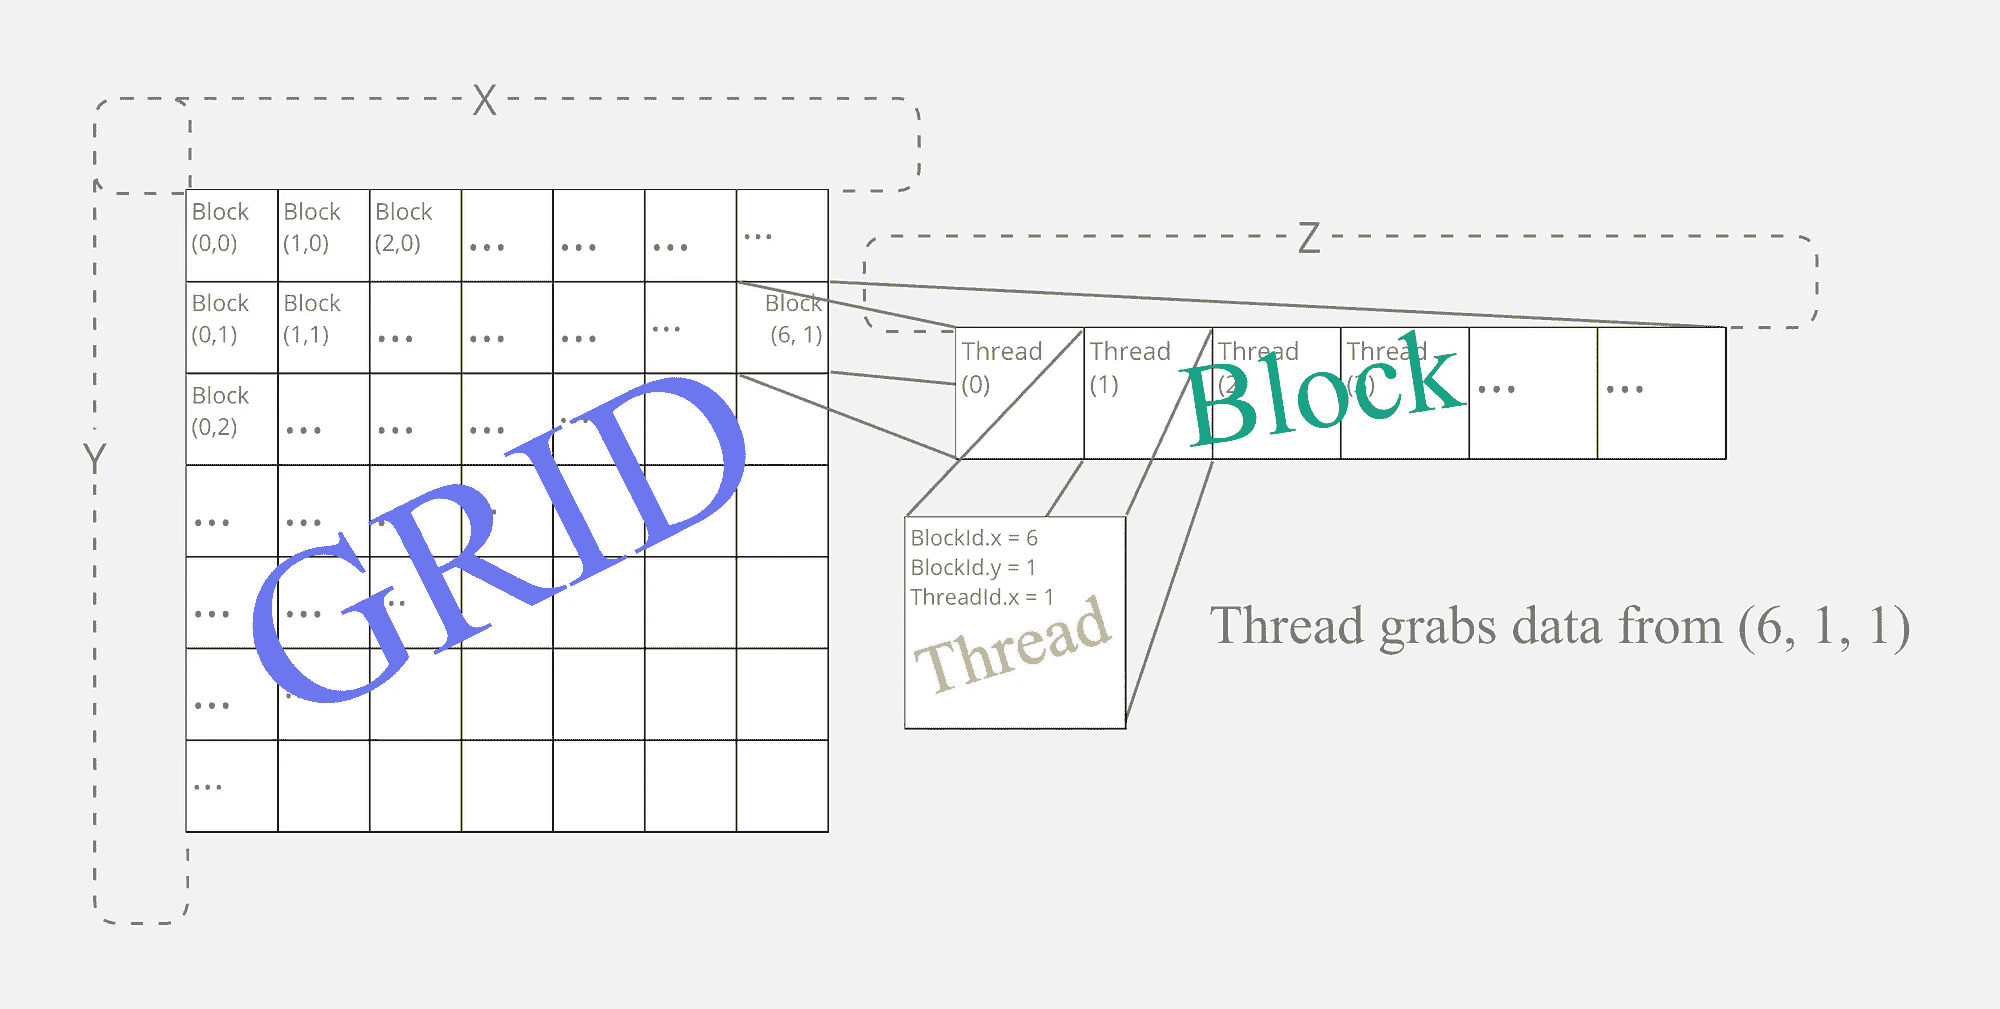 X
Block
(0,0)
Block
(1,0)
Block
(2,0)
...
...
...
...
Block
(0,1)
Block
(1,1)
...
...
...
...
Block
(6, 1)
Block
(0,2)
...
...
...
...
...
...
...
...
...
...
...
Y
GRID
Z
Thread
(0)
Thread
(1)
Thread
Thread
...
...
Block
BlockId.x = 6
BlockId.y = 1
ThreadId.x = 1
Thread
Thread grabs data from (6, 1, 1)